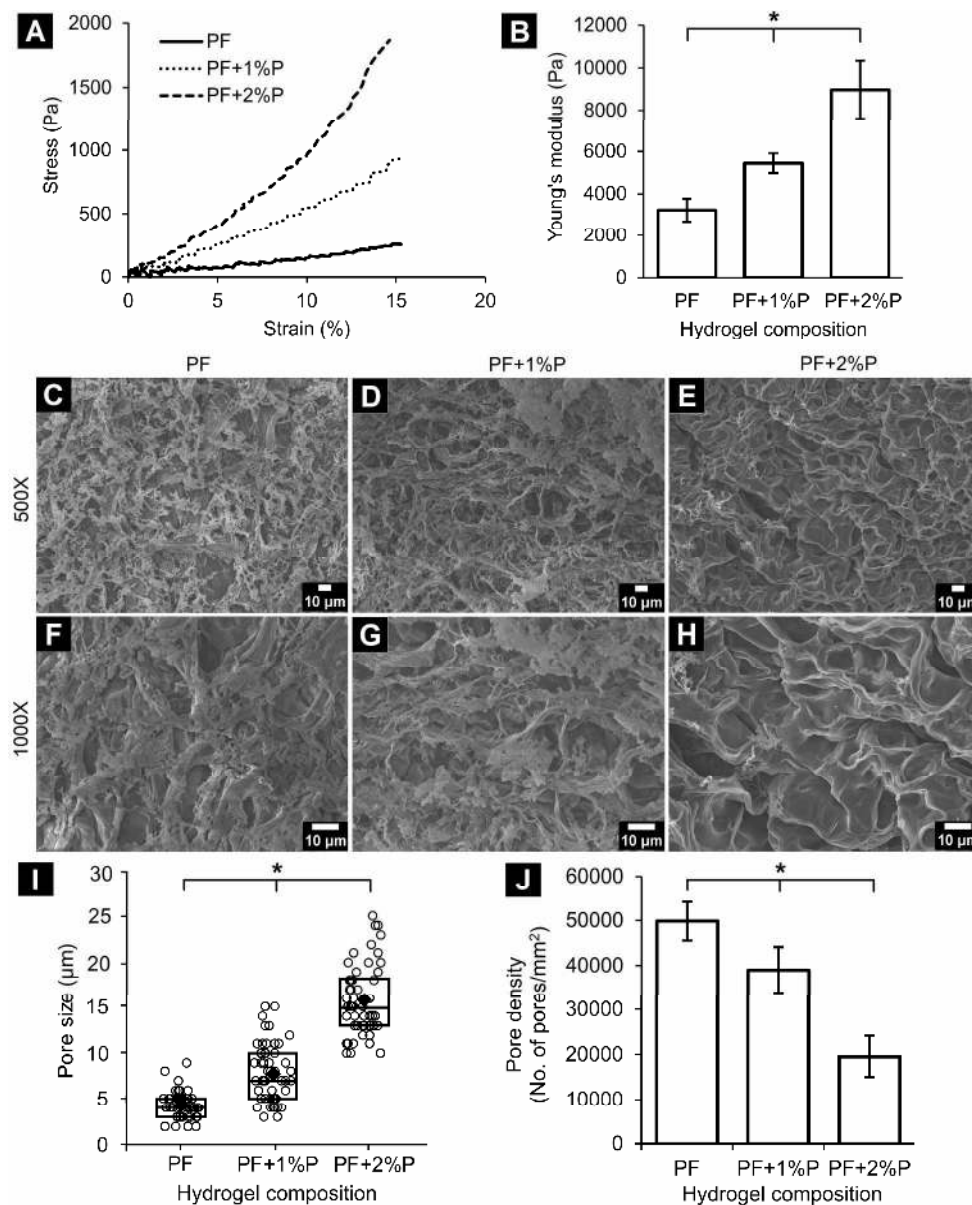 A
2000
1500
1000
500
0
Stress (Pa)
PF
PF+1%P
PF+2%P
0 5 10 15 20
Strain (%)
B
*
12000
10000
8000
6000
4000
2000
0
Young's modulus (Pa)
PF PF+1%P PF+2%P
Hydrogel composition
PF PF+1%P PF+2%P
500X
C
10 µm
D
10 µm
E
10 µm
1000X
F
10 µm
G
10 µm
H
10 µm
I
*
30
25
20
15
10
5
0
Pore size (µm)
PF PF+1%P PF+2%P
Hydrogel composition
J
*
60000
50000
40000
30000
20000
10000
0
Pore density
(No. of pores/mm²)
PF PF+1%P PF+2%P
Hydrogel composition